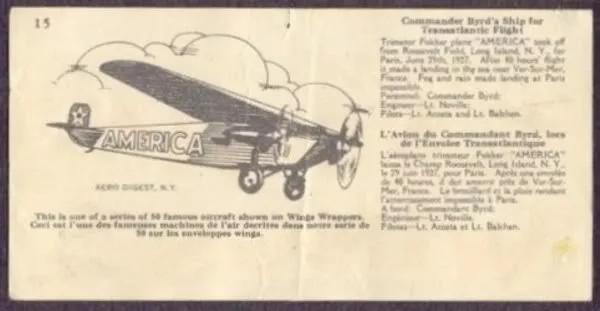 15
AMERICA
AERO DIGEST, N.Y.
This is one of a series of 50 famous aircraft shown on Wings Wrappers.
Ceci est l'une des fameuses machines de l'air decrites dans notre serie de
50 sur les enveloppes wings.
Commander Byrd's Ship for
Transatlantic Flight
Trimotor Fokker plane "AMERICA" took off
from Roosevelt Field, Long Island, N. Y., for
Paris, June 29th, 1927. After 40 hours' flight
it made a landing in the sea near Ver-Sur-Mer,
France. Fog and rain made landing at Paris
impossible.
Personnel: Commander Byrd;
Engineer—Lt. Noville;
Pilots—Lt. Acosta and Lt. Balchen.
L'Avion du Commandant Byrd, lors
de l'Envolee Transatlantique
L'aéroplane trimoteur Fokker "AMERICA"
laissa le Champ Roosevelt, Long Island, N. Y.,
le 29 juin 1927, pour Paris. Après une envolée
de 40 heures, il dut amerrir près de Ver-Sur-
Mer, France. Le brouillard et la pluie rendant
l'atterrissement impossible à Paris.
A bord: Commandant Byrd;
Engénieur—Lt. Noville.
Pilotes—Lt. Acosta et Lt. Balchen.